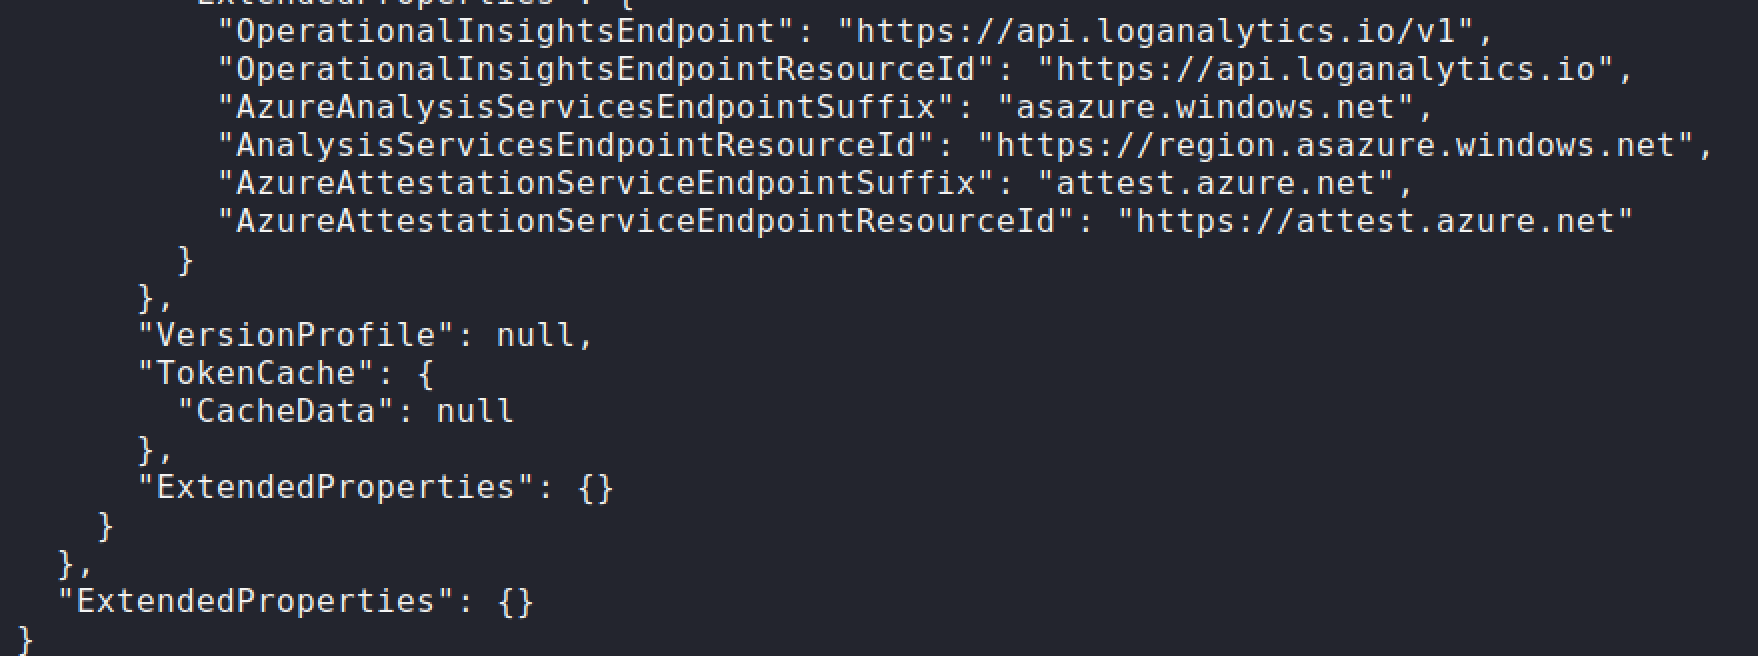 "ExtendedProperties": {
"OperationalInsightsEndpoint": "https://api.loganalytics.io/v1",
"OperationalInsightsEndpointResourceId": "https://api.loganalytics.io",
"AzureAnalysisServicesEndpointSuffix": "asazure.windows.net",
"AnalysisServicesEndpointResourceId": "https://region.asazure.windows.net",
"AzureAttestationServiceEndpointSuffix": "attest.azure.net",
"AzureAttestationServiceEndpointResourceId": "https://attest.azure.net"
}
},
"VersionProfile": null,
"TokenCache": {
"CacheData": null
},
"ExtendedProperties": {}
}
},
"ExtendedProperties": {}
}